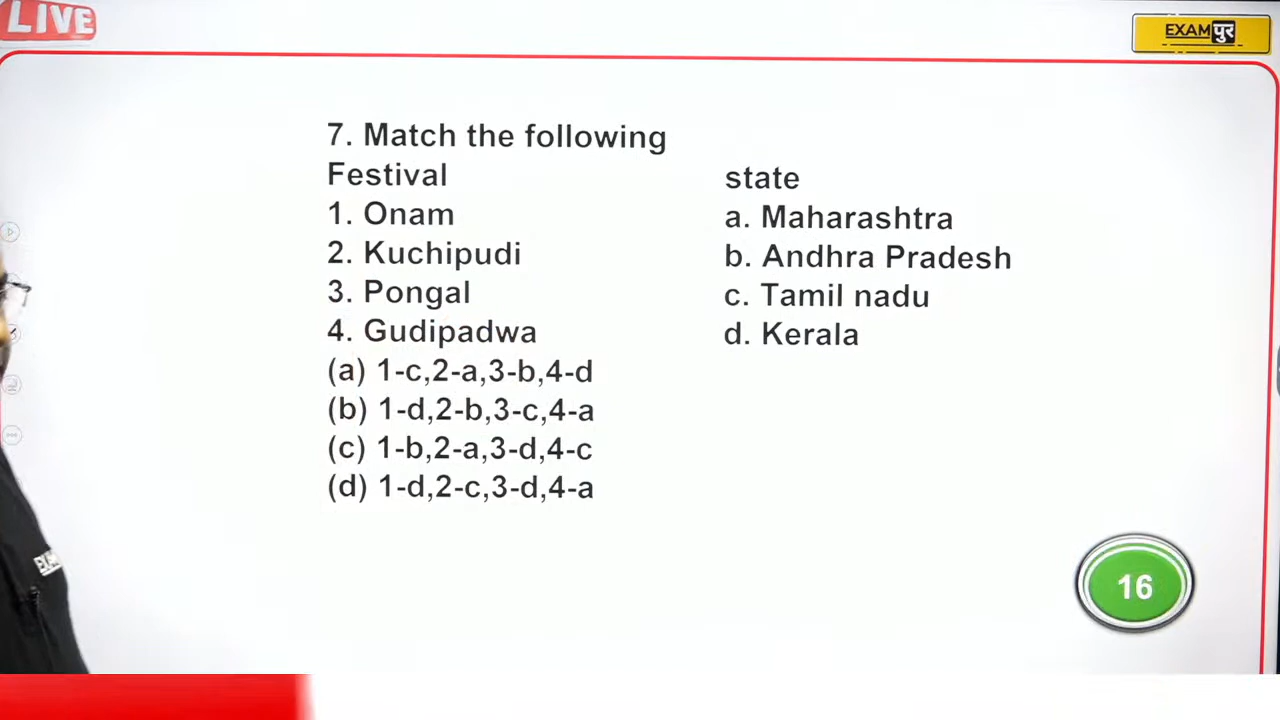 LIVE
EXAMपुर
7. Match the following
Festival state
1. Onam a. Maharashtra
2. Kuchipudi b. Andhra Pradesh
3. Pongal c. Tamil nadu
4. Gudipadwa d. Kerala
(a) 1-c,2-a,3-b,4-d
(b) 1-d,2-b,3-c,4-a
(c) 1-b,2-a,3-d,4-c
(d) 1-d,2-c,3-d,4-a
16